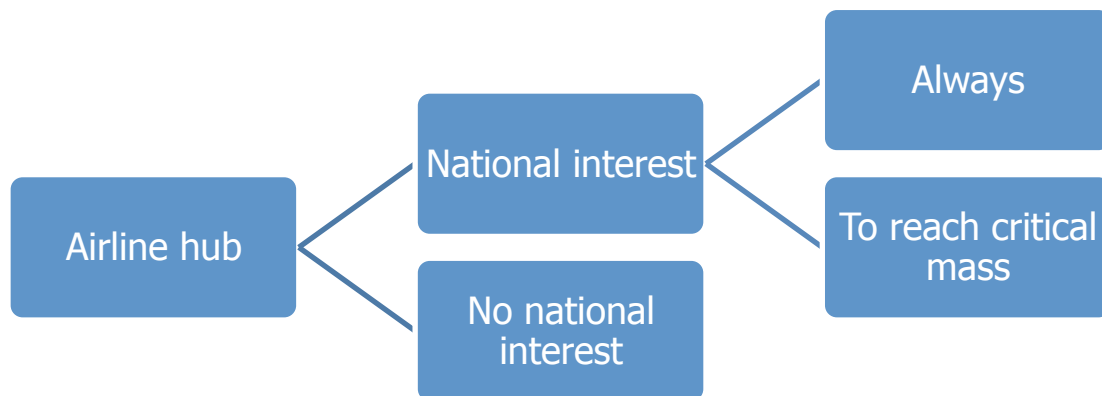 Airline hub
National interest
No national
interest
Always
To reach critical
mass